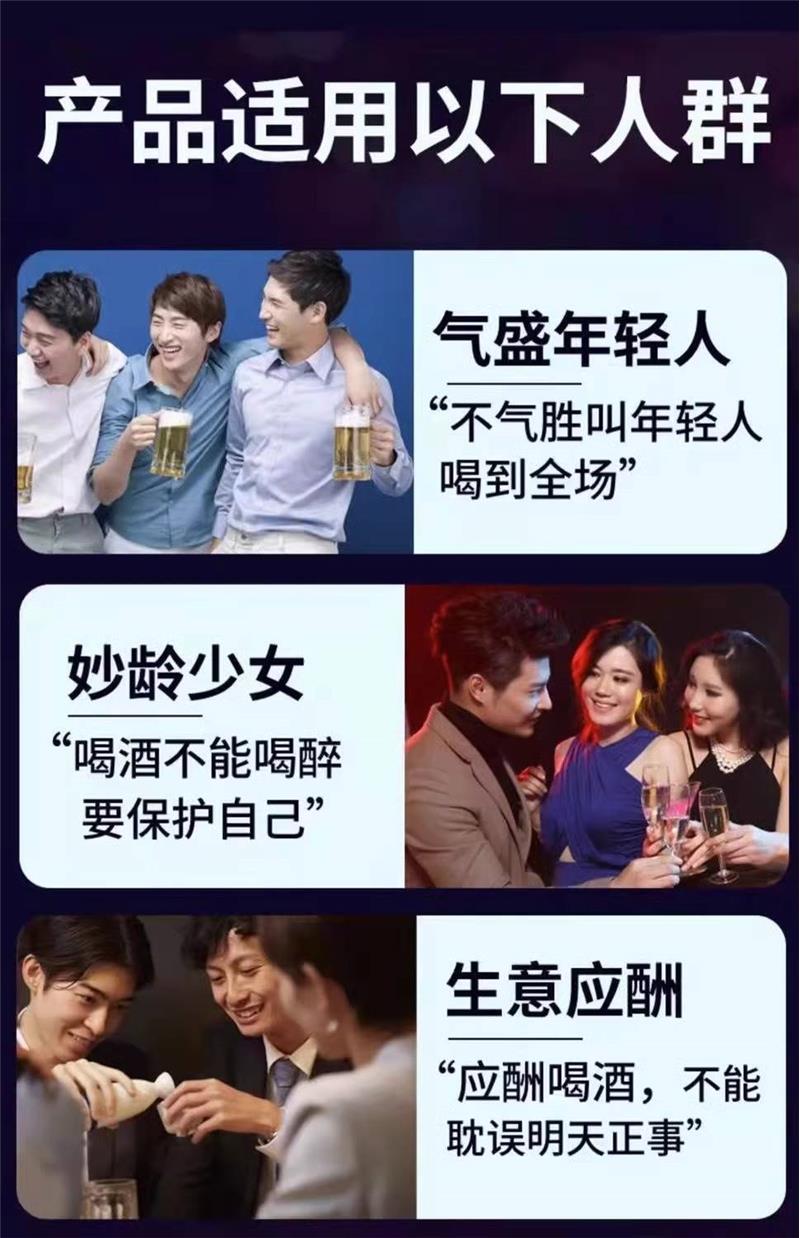 产品适用以下人群
气盛年轻人
“不气胜叫年轻人
喝到全场”
妙龄少女
“喝酒不能喝醉
要保护自己”
生意应酬
“应酬喝酒，不能
耽误明天正事”